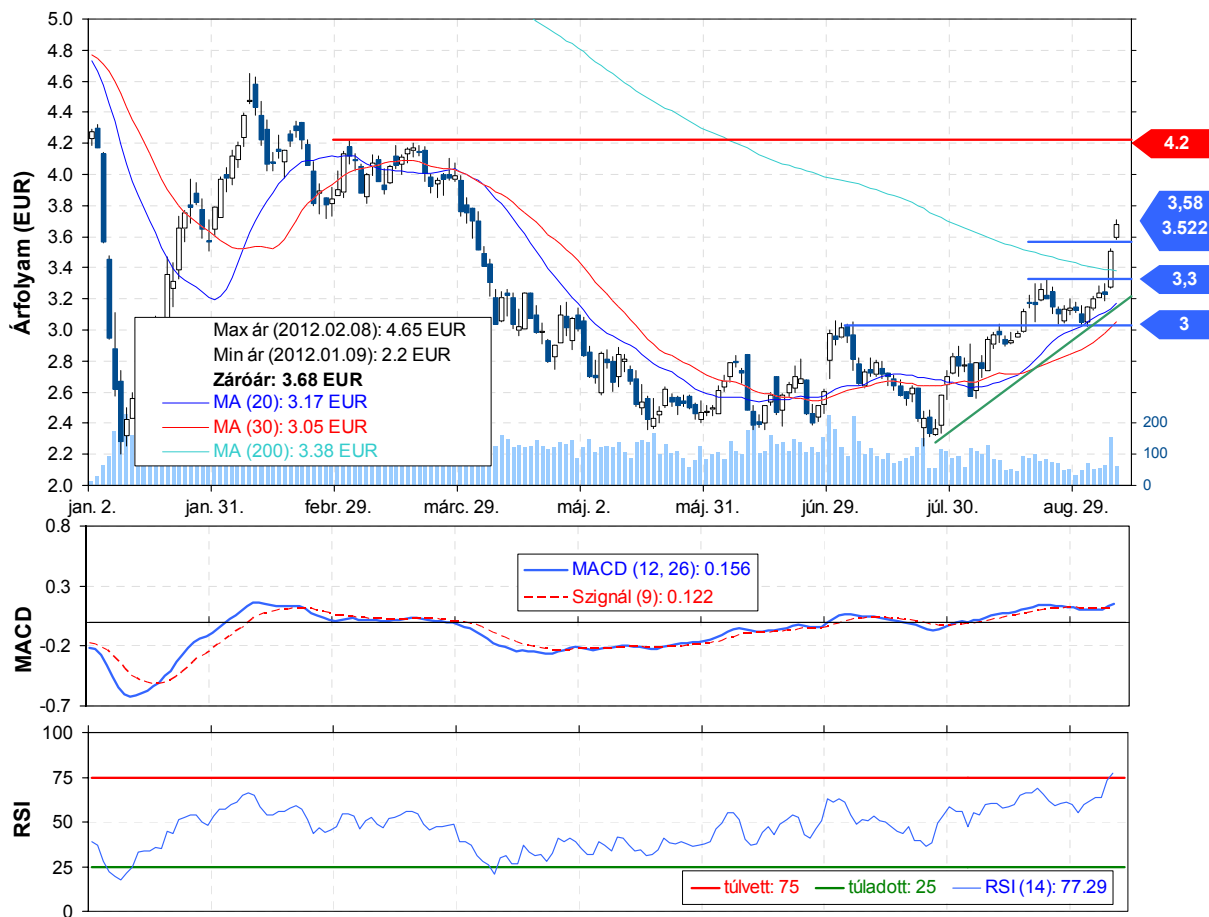 5.0
4.8
4.6
4.4
4.2
4.0
3.8
3.6
3.4
3.2
3.0
2.8
2.6
2.4
2.2
2.0
Árfolyam (EUR)
Max ár (2012.02.08): 4.65 EUR
Min ár (2012.01.09): 2.2 EUR
Záróár: 3.68 EUR
MA (20): 3.17 EUR
MA (30): 3.05 EUR
MA (200): 3.38 EUR
4.2
3,58
3.522
3,3
3
200
100
0
jan. 2.
jan. 31.
febr. 29.
márc. 29.
máj. 2.
máj. 31.
jún. 29.
júl. 30.
aug. 29.
0.8
0.3
-0.2
-0.7
MACD
MACD (12, 26): 0.156
Szignál (9): 0.122
100
75
50
25
0
RSI
túlvett: 75
túladott: 25
RSI (14): 77.29